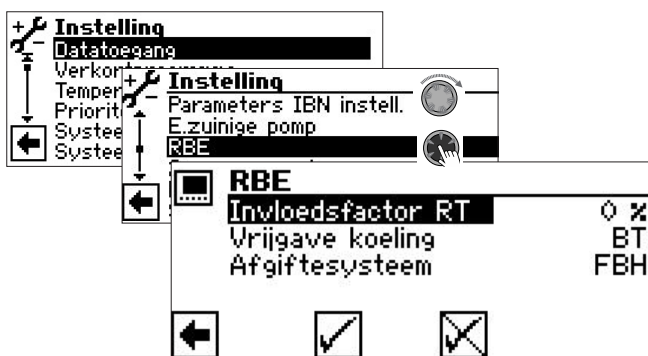 Instelling
Datatoegang
Instelling
Parameters IBN instell.
E.zuinige pomp
RBE
RBE
Invloedsfactor RT 0 %
Vrijgave koeling BT
Afgiftesysteem FBH